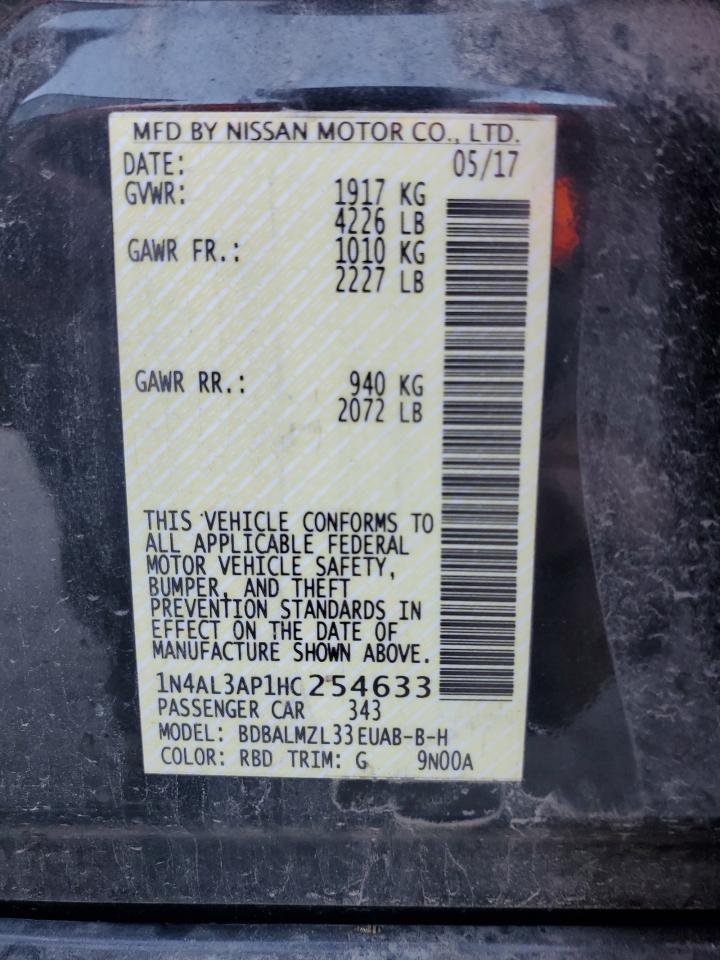 MFD BY NISSAN MOTOR CO., LTD.
DATE: 05/17
GVWR: 1917 KG
4226 LB
GAWR FR.: 1010 KG
2227 LB
GAWR RR.: 940 KG
2072 LB
THIS VEHICLE CONFORMS TO
ALL APPLICABLE FEDERAL
MOTOR VEHICLE SAFETY,
BUMPER, AND THEFT
PREVENTION STANDARDS IN
EFFECT ON THE DATE OF
MANUFACTURE SHOWN ABOVE.
1N4AL3AP1HC254633
PASSENGER CAR 343
MODEL: BDBALMZL33EUAB-B-H
COLOR: RBD TRIM: G 9N00A